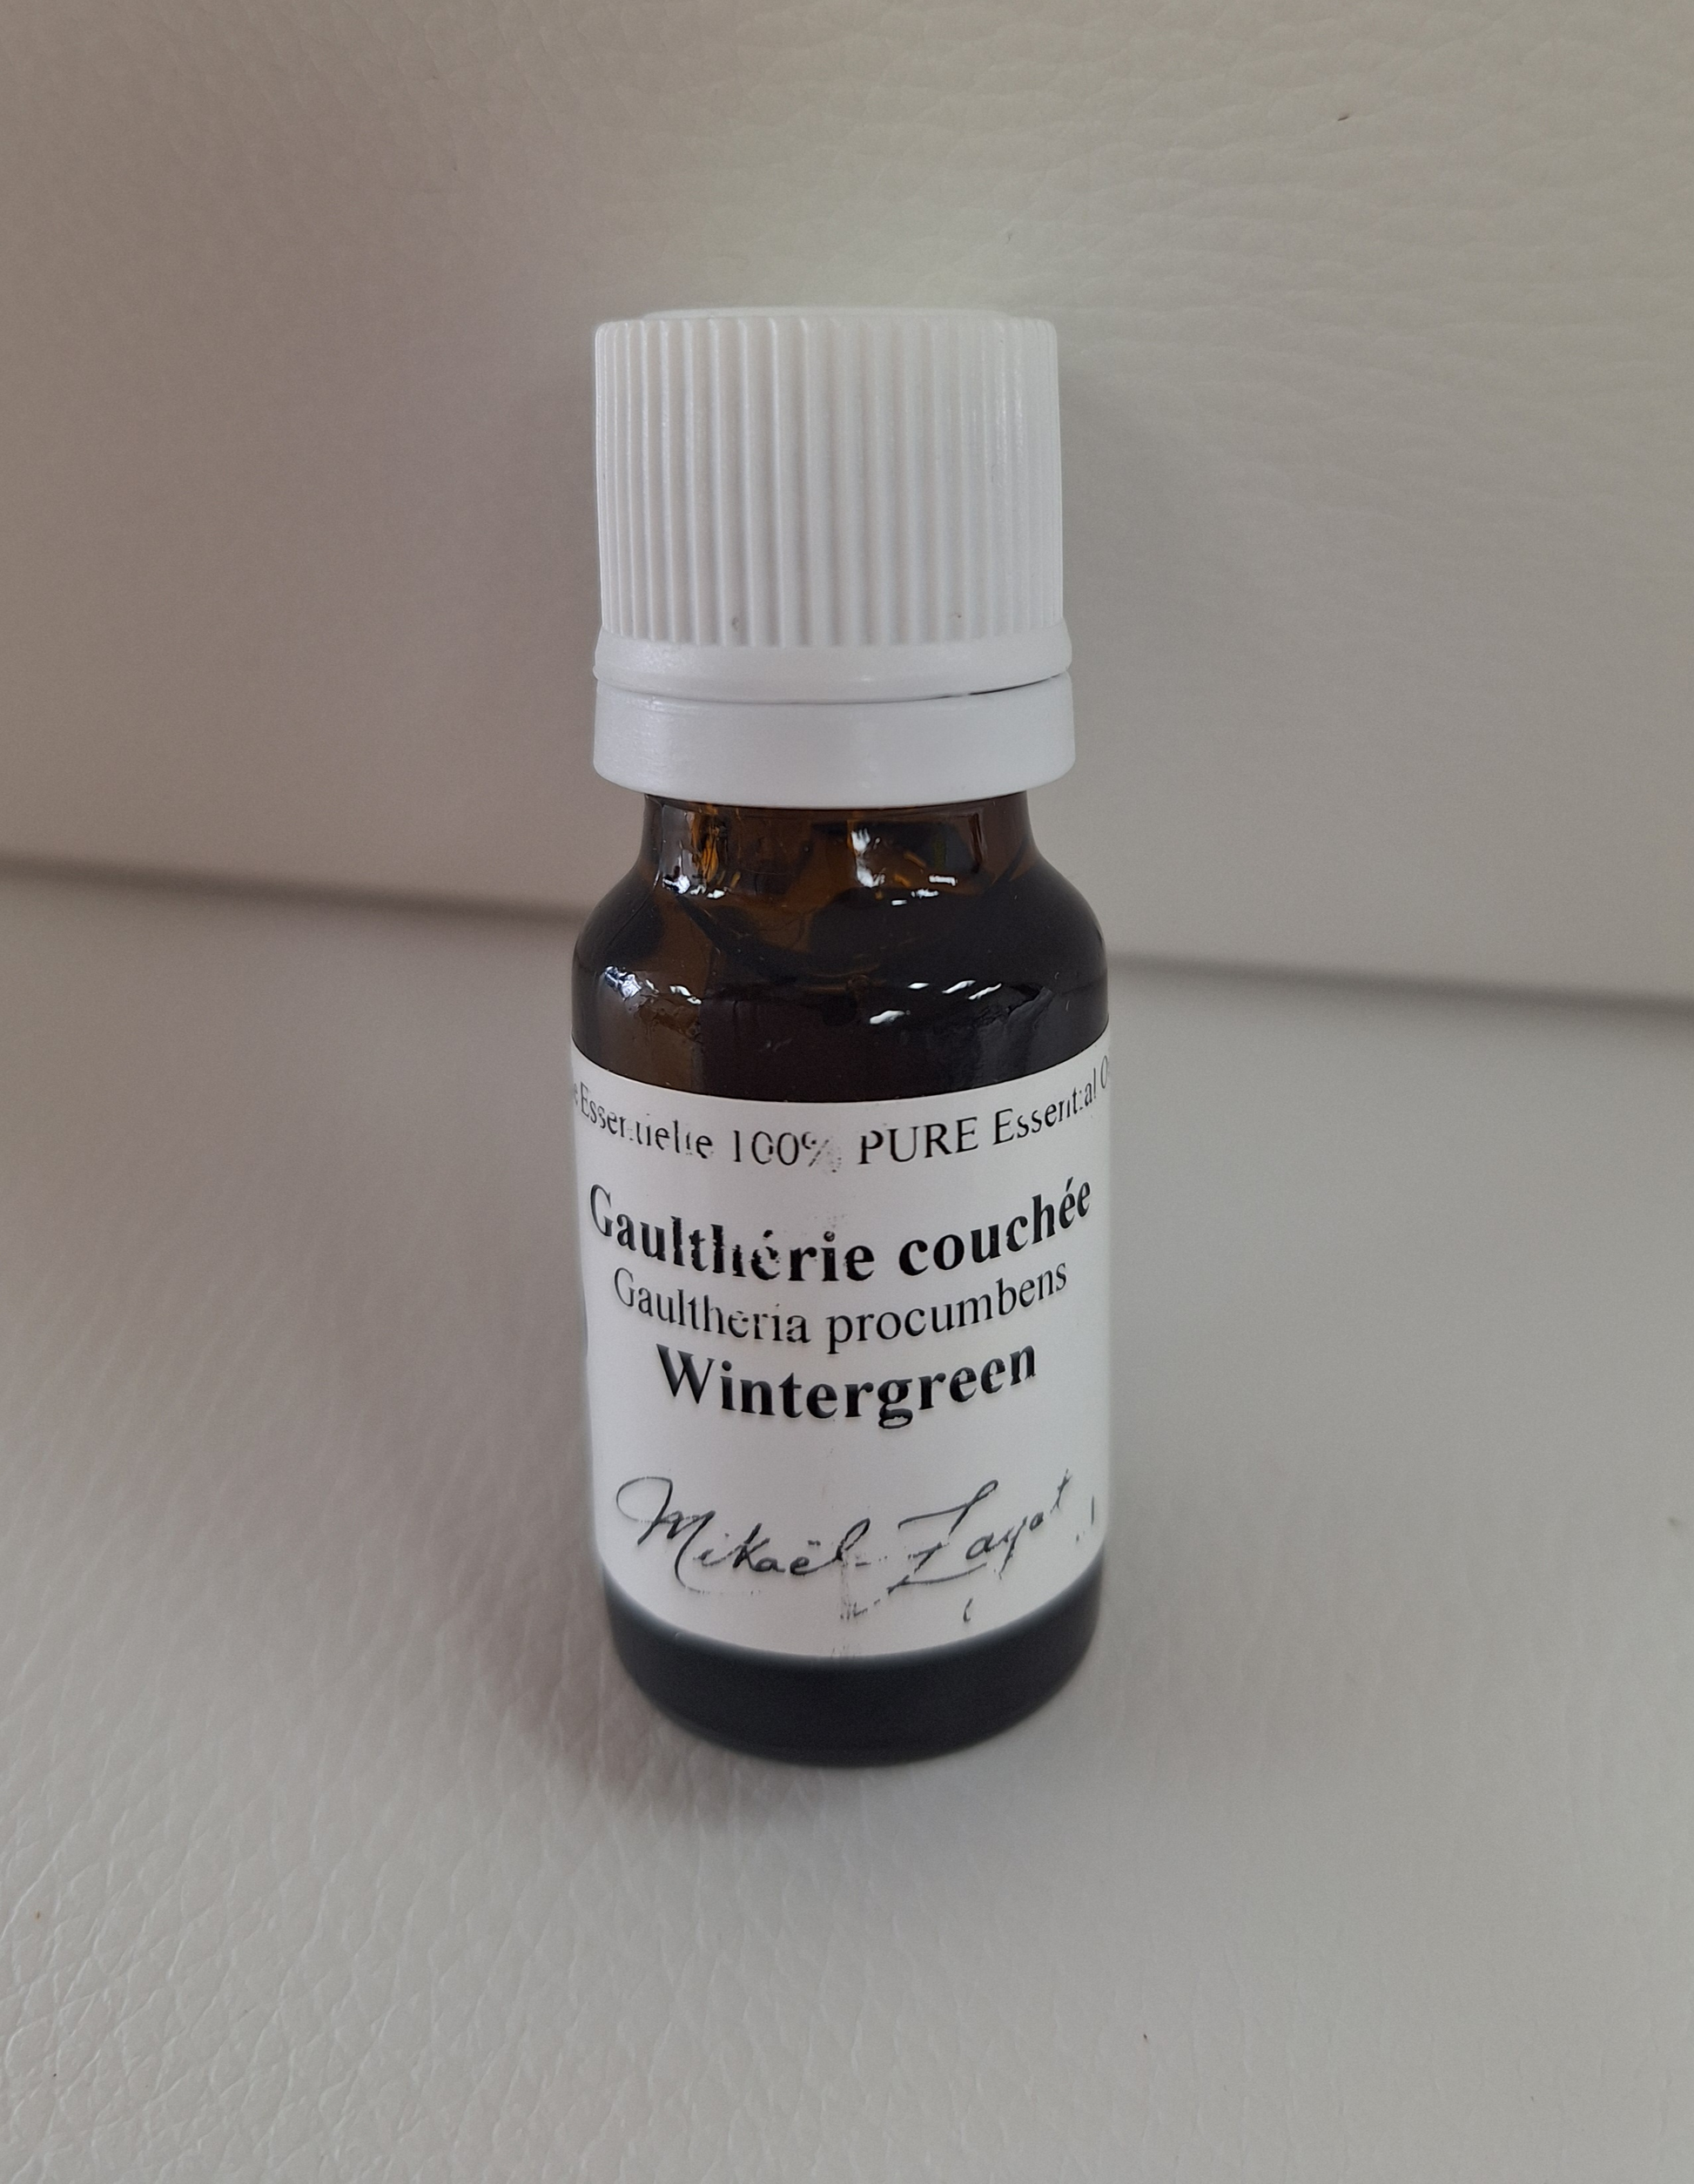 Essentielle 100% PURE Essential
Gaulthérie couchée
Gaultheria procumbens
Wintergreen
Mikaël Zayat